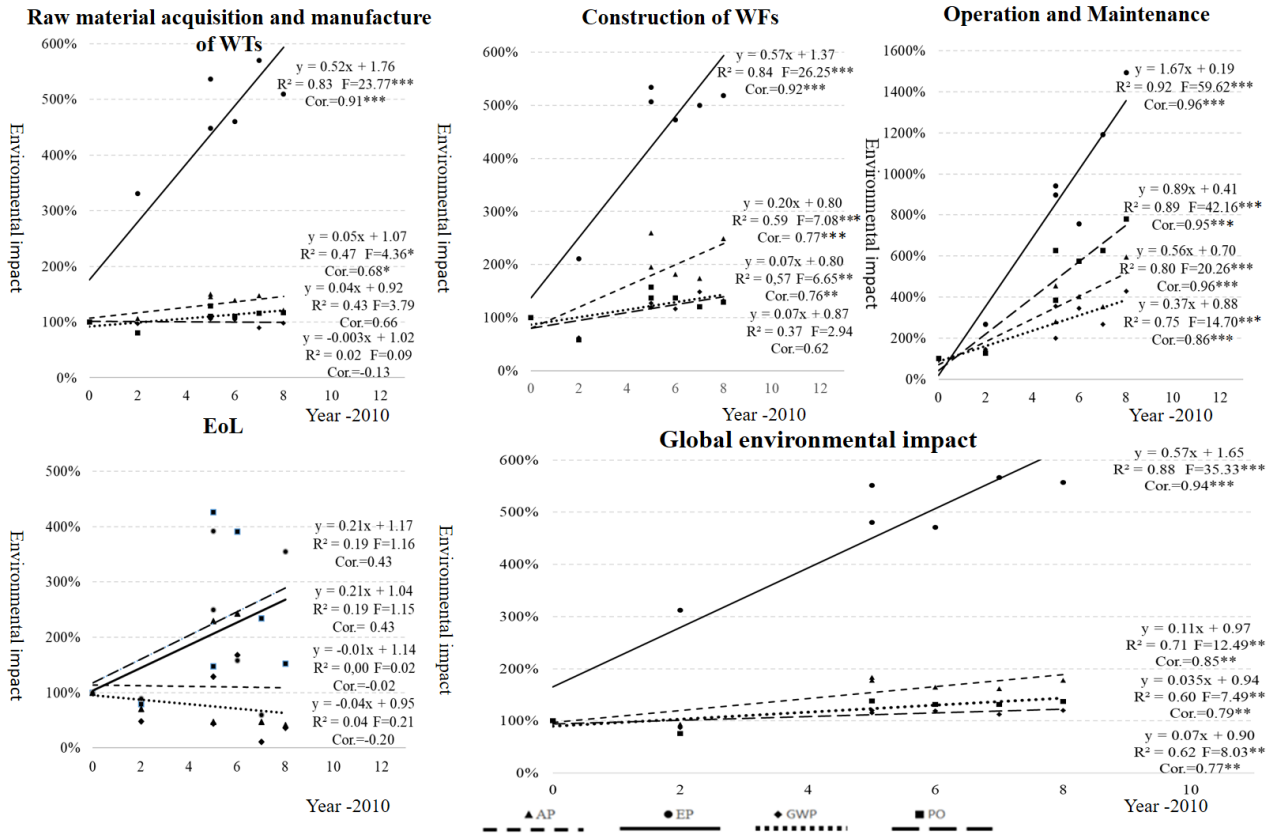 Raw material acquisition and manufacture
of WTs
600%
500%
400%
300%
200%
100%
0%
0 2 4 6 8 10 12
Environmental impact
Year -2010
y = 0.52x + 1.76
R² = 0.83 F=23.77***
Cor.=0.91***
y = 0.05x + 1.07
R² = 0.47 F=4.36*
Cor.=0.68*
y = 0.04x + 0.92
R² = 0.43 F=3.79
Cor.=0.66
y = -0.003x + 1.02
R² = 0.02 F=0.09
Cor.=-0.13
Construction of WFs
600%
500%
400%
300%
200%
100%
0%
0 2 4 6 8 10 12
Environmental impact
Year -2010
y = 0.57x + 1.37
R² = 0.84 F=26.25***
Cor.=0.92***
y = 0.20x + 0.80
R² = 0.59 F=7.08***
Cor.= 0.77***
y = 0.07x + 0.80
R² = 0,57 F=6.65**
Cor.=0.76**
y = 0.07x + 0.87
R² = 0.37 F=2.94
Cor.=0.62
Operation and Maintenance
1600%
1400%
1200%
1000%
800%
600%
400%
200%
0%
0 2 4 6 8 10 12
Environmental impact
Year -2010
y = 1.67x + 0.19
R² = 0.92 F=59.62***
Cor.=0.96***
y = 0.89x + 0.41
R² = 0.89 F=42.16***
Cor.=0.95***
y = 0.56x + 0.70
R² = 0.80 F=20.26***
Cor.=0.96***
y = 0.37x + 0.88
R² = 0.75 F=14.70***
Cor.=0.86***
EoL
500%
400%
300%
200%
100%
0%
0 2 4 6 8 10 12
Environmental impact
Year -2010
y = 0.21x + 1.17
R² = 0.19 F=1.16
Cor.=0.43
y = 0.21x + 1.04
R² = 0.19 F=1.15
Cor.= 0.43
y = -0.01x + 1.14
R² = 0,00 F=0.02
Cor.=-0.02
y = -0.04x + 0.95
R² = 0.04 F=0.21
Cor.=-0.20
Global environmental impact
600%
500%
400%
300%
200%
100%
0%
0 2 4 6 8 10
Environmental impact
Year -2010
y = 0.57x + 1.65
R² = 0.88 F=35.33***
Cor.=0.94***
y = 0.11x + 0.97
R² = 0.71 F=12.49**
Cor.=0.85**
y = 0.035x + 0.94
R² = 0.60 F=7.49**
Cor.=0.79**
y = 0.07x + 0.90
R² = 0.62 F=8.03**
Cor.=0.77**
AP EP GWP PO